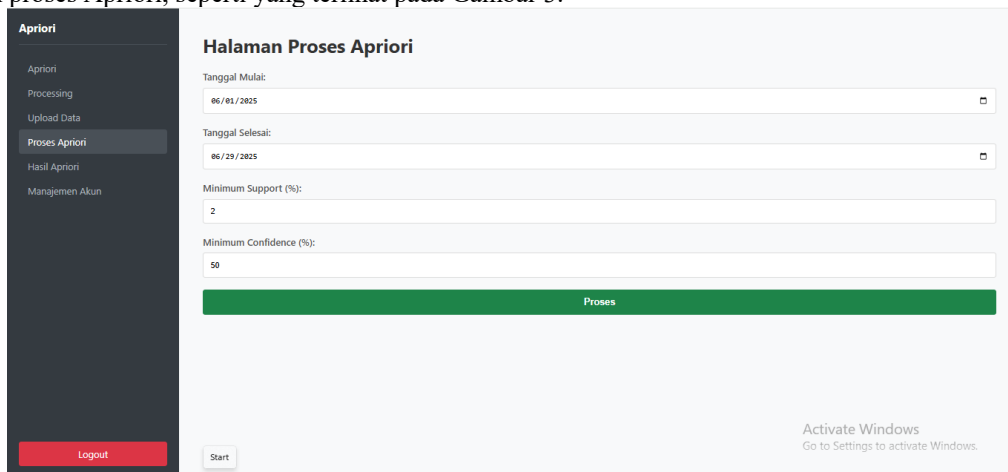 proses Apriori, seperti yang terlihat pada Gambar 5.
Apriori
Apriori
Processing
Upload Data
Proses Apriori
Hasil Apriori
Manajemen Akun
Logout
Halaman Proses Apriori
Tanggal Mulai:
06/01/2025
Tanggal Selesai:
06/29/2025
Minimum Support (%):
2
Minimum Confidence (%):
50
Proses
Start
Activate Windows
Go to Settings to activate Windows.